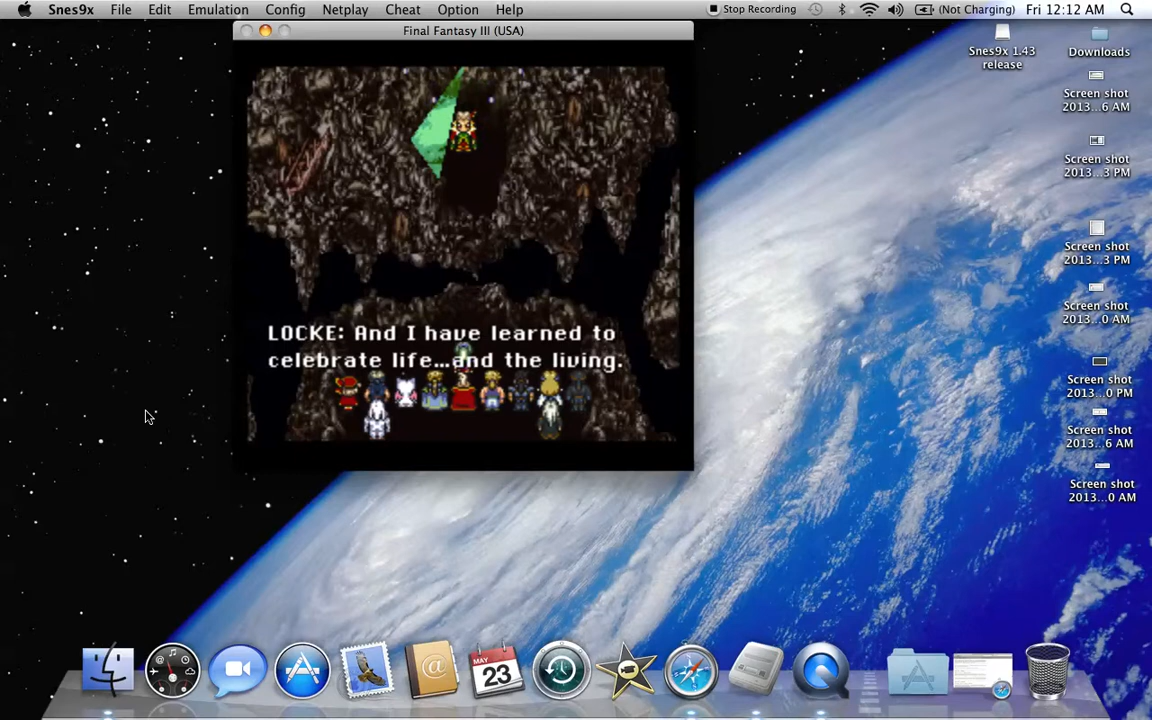 Snes9x File Edit Emulation Config Netplay Cheat Option Help Stop Recording (Not Charging) Fri 12:12 AM
Final Fantasy III (USA)
Snes9x 1.43
release
Downloads
Screen shot
2013...6 AM
Screen shot
2013...3 PM
Screen shot
2013...3 PM
Screen shot
2013...0 AM
Screen shot
2013...0 PM
Screen shot
2013...6 AM
Screen shot
2013...0 AM
LOCKE: And I have learned to
celebrate life...and the living.
MAY
23